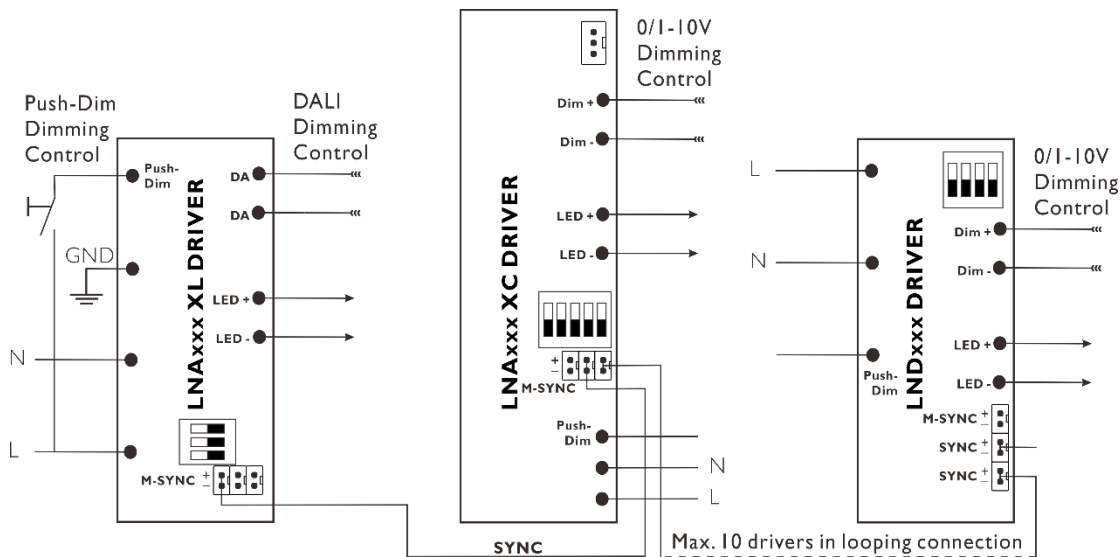 Push-Dim
Dimming
Control
DALI
Dimming
Control
Push-
Dim
DA
DA
GND
LED +
LED -
N
L
LNAxxx XL DRIVER
M-SYNC
+
–
SYNC
0/1-10V
Dimming
Control
Dim +
Dim -
LED +
LED -
LNAxxx XC DRIVER
+
–
M-SYNC
Push-
Dim
N
L
0/1-10V
Dimming
Control
L
N
Push-
Dim
LNDxxx DRIVER
Dim +
Dim -
LED +
LED -
M-SYNC +
–
SYNC +
–
SYNC +
–
Max. 10 drivers in looping connection